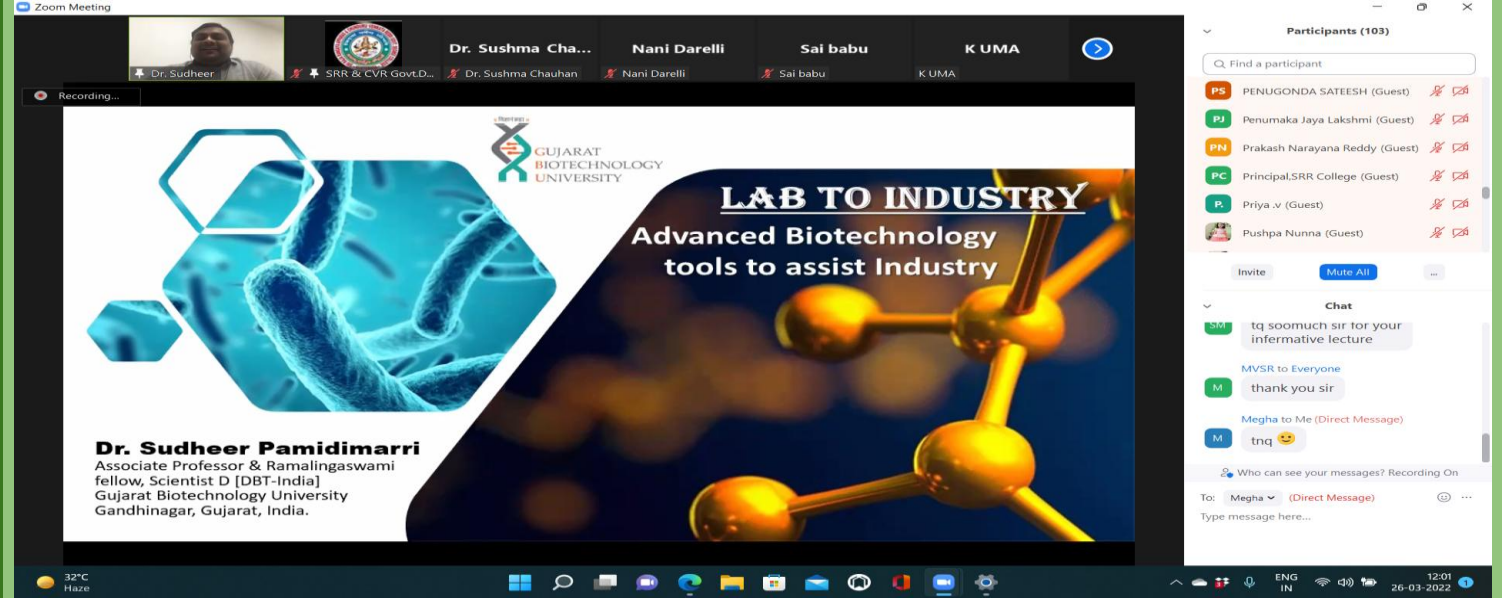 Zoom Meeting
Dr. Sudheer
SRR & CVR Govt.D...
Dr. Sushma Cha...
Dr. Sushma Chauhan
Nani Darelli
Nani Darelli
Sai babu
Sai babu
K UMA
K UMA
Recording...
GUJARAT
BIOTECHNOLOGY
UNIVERSITY
LAB TO INDUSTRY
Advanced Biotechnology
tools to assist Industry
Dr. Sudheer Pamidimarri
Associate Professor & Ramalingaswami
fellow, Scientist D [DBT-India]
Gujarat Biotechnology University
Gandhinagar, Gujarat, India.
Participants (103)
Find a participant
PS PENUGONDA SATEESH (Guest)
PJ Penumaka Jaya Lakshmi (Guest)
PN Prakash Narayana Reddy (Guest)
PC Principal,SRR College (Guest)
P. Priya .v (Guest)
Pushpa Nunna (Guest)
Invite Mute All ...
Chat
SM tq soomuch sir for your
infermative lecture
MVSR to Everyone
M thank you sir
Megha to Me (Direct Message)
M tnq 🙂
Who can see your messages? Recording On
To: Megha (Direct Message) ...
Type message here...
32°C
Haze
ENG
IN
12:01
26-03-2022
1